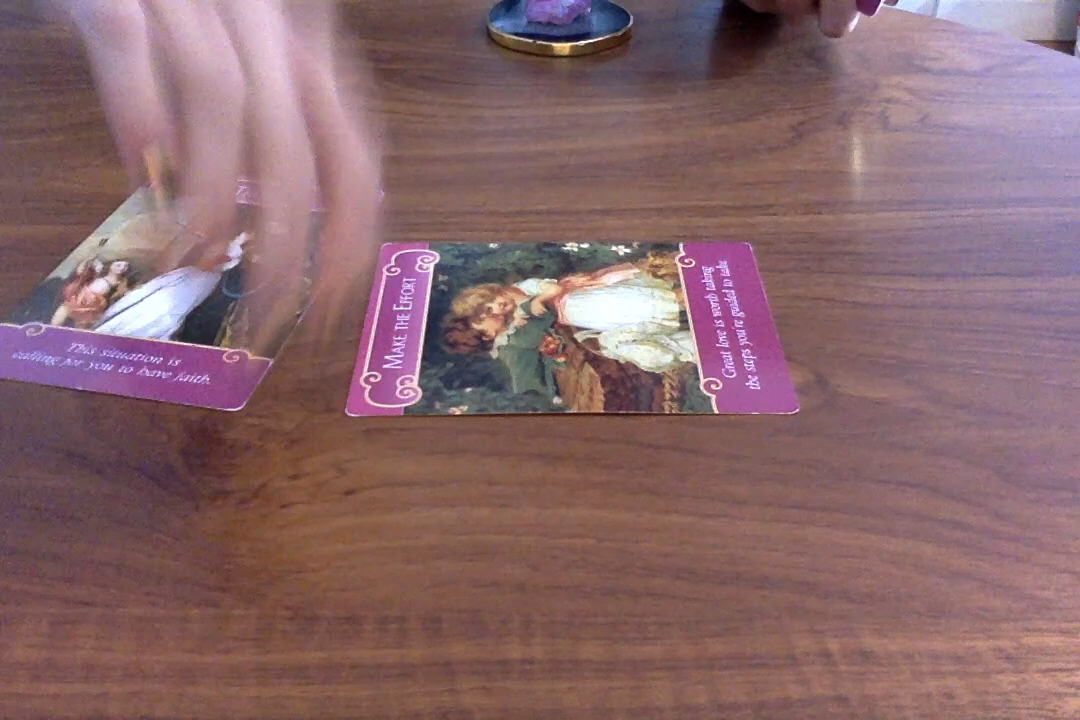 This situation is
calling for you to have faith.
MAKE THE EFFORT
Great love is worth taking
the steps you're guided to take